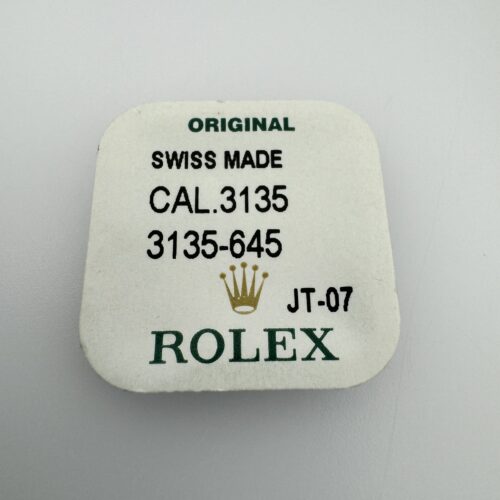 ORIGINAL
SWISS MADE
CAL.3135
3135-645
JT-07
ROLEX